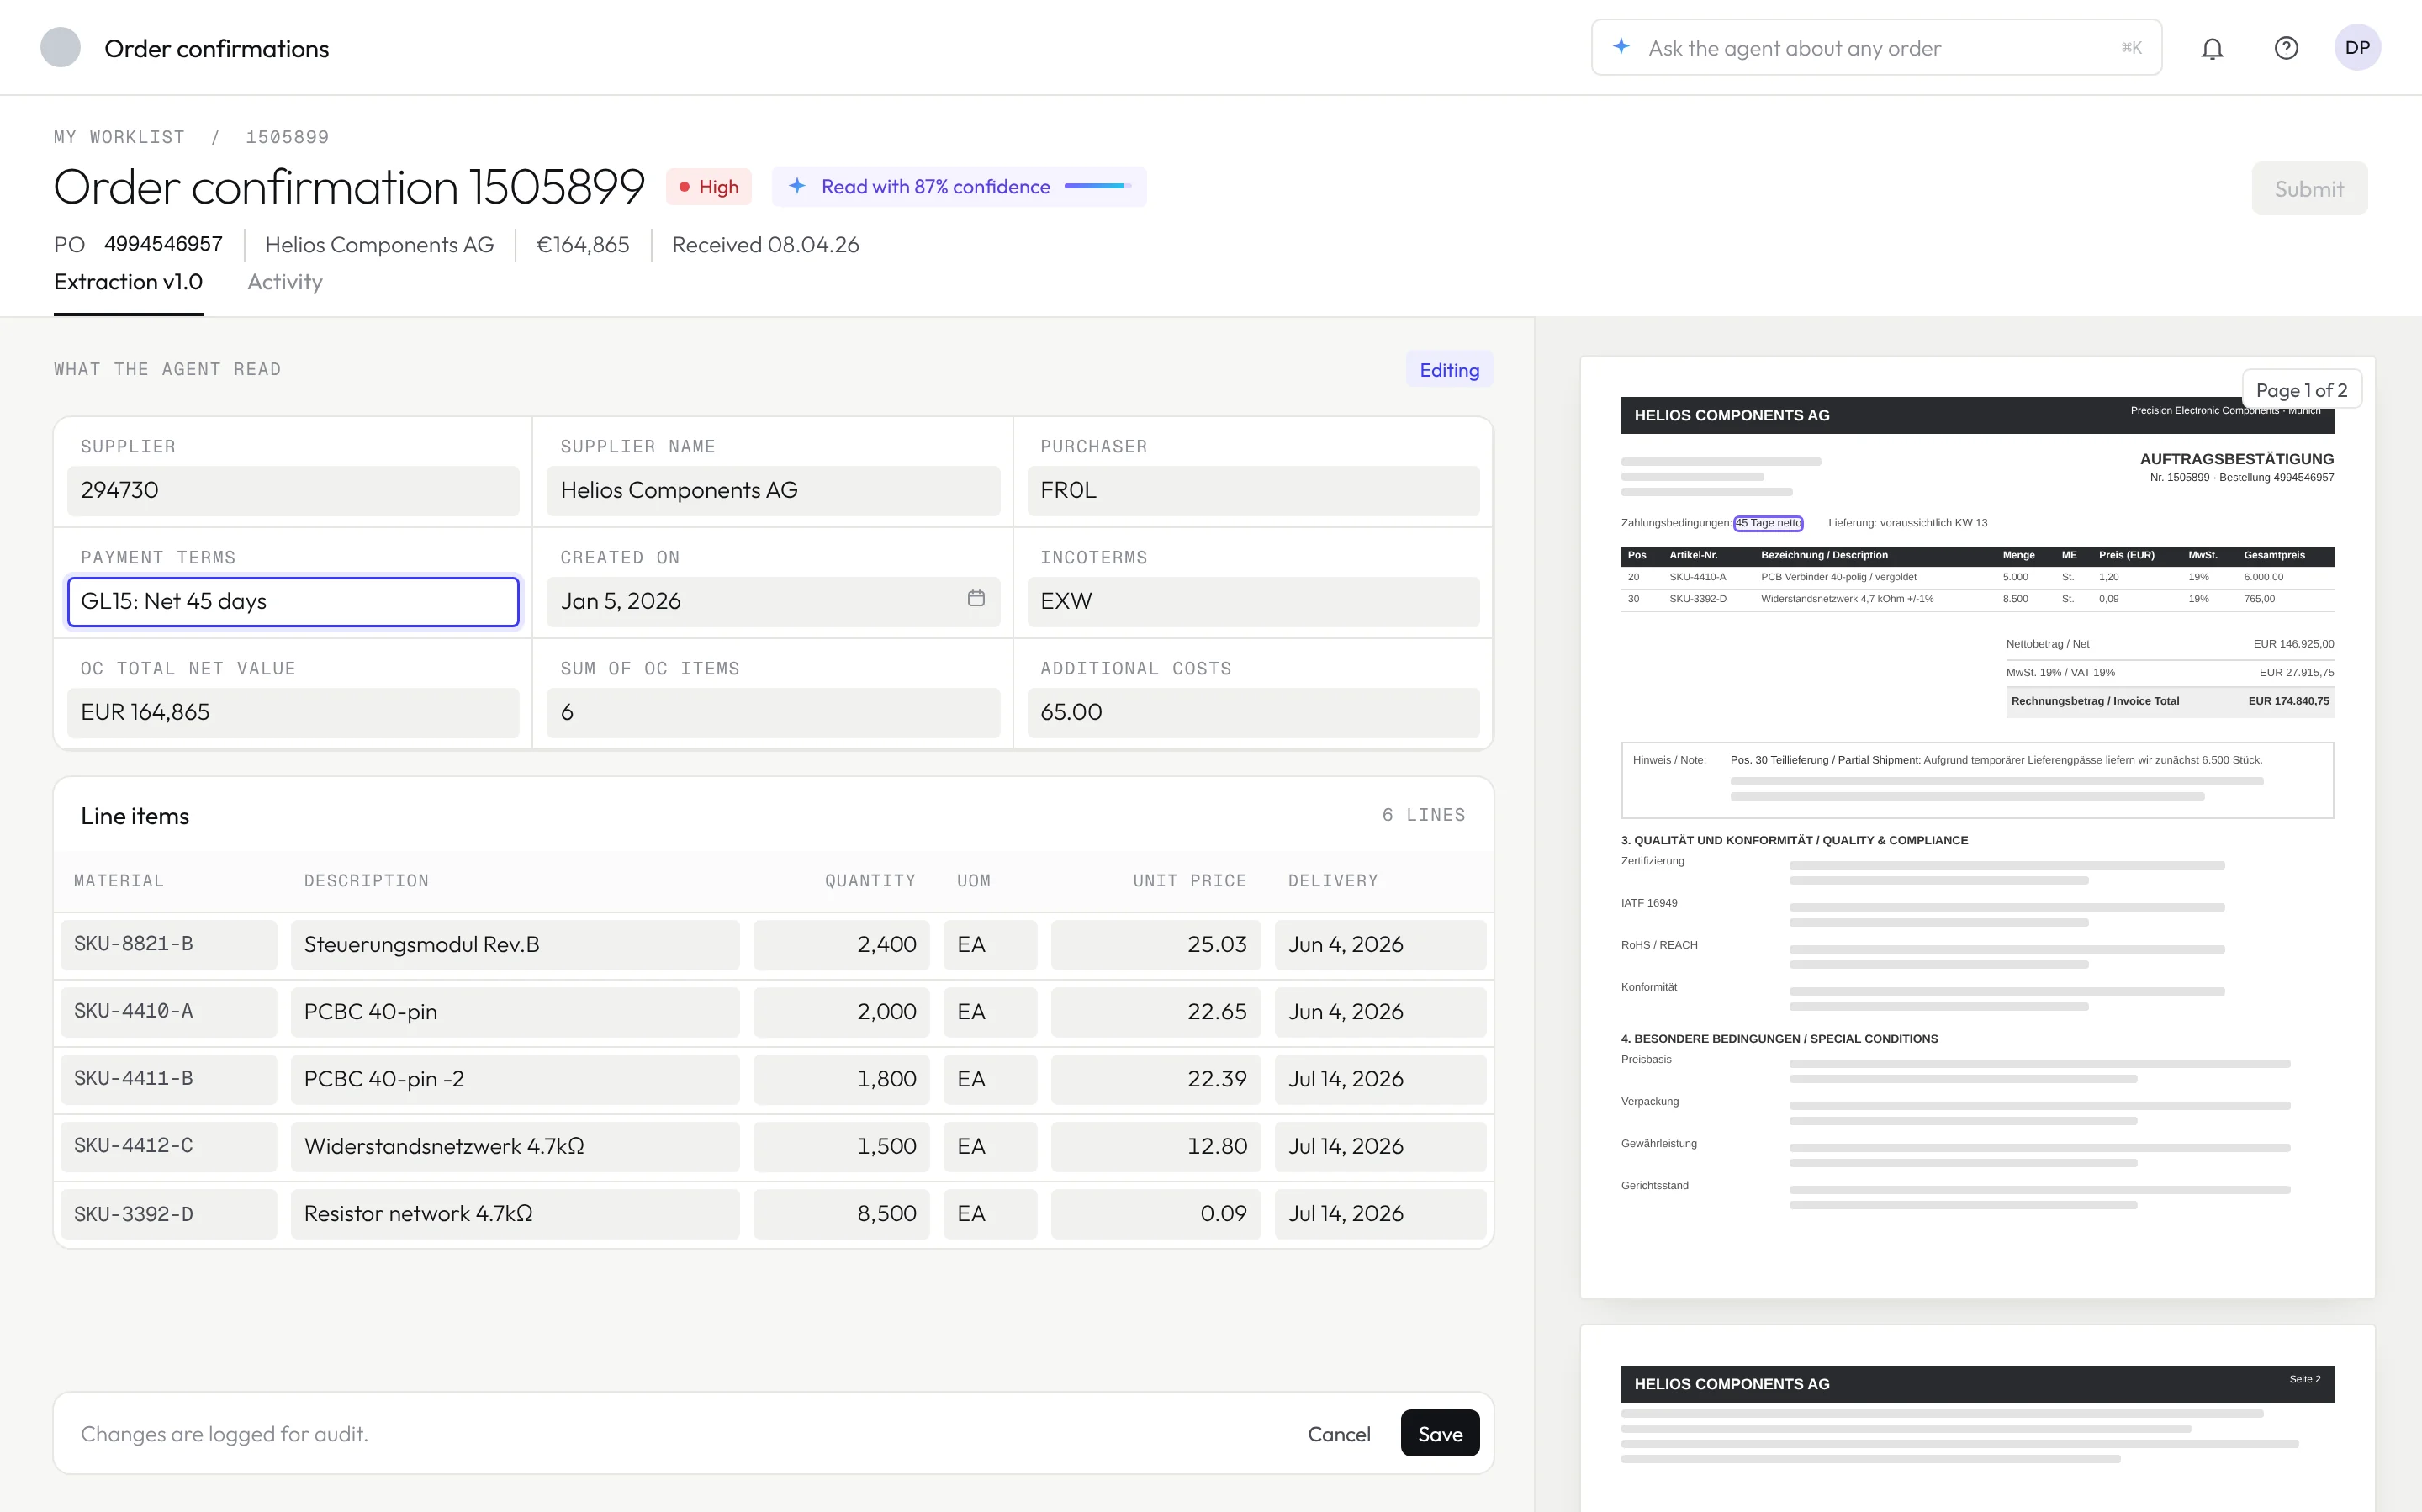 Order confirmations
Ask the agent about any order ⌘K
DP
MY WORKLIST / 1505899
Order confirmation 1505899 High Read with 87% confidence
Submit
PO 4994546957 Helios Components AG €164,865 Received 08.04.26
Extraction v1.0 Activity
WHAT THE AGENT READ Editing
SUPPLIER SUPPLIER NAME PURCHASER
294730 Helios Components AG FR0L
PAYMENT TERMS CREATED ON INCOTERMS
GL15: Net 45 days Jan 5, 2026 EXW
OC TOTAL NET VALUE SUM OF OC ITEMS ADDITIONAL COSTS
EUR 164,865 6 65.00
Line items 6 LINES
MATERIAL DESCRIPTION QUANTITY UOM UNIT PRICE DELIVERY
SKU-8821-B Steuerungsmodul Rev.B 2,400 EA 25.03 Jun 4, 2026
SKU-4410-A PCBC 40-pin 2,000 EA 22.65 Jun 4, 2026
SKU-4411-B PCBC 40-pin -2 1,800 EA 22.39 Jul 14, 2026
SKU-4412-C Widerstandsnetzwerk 4.7kΩ 1,500 EA 12.80 Jul 14, 2026
SKU-3392-D Resistor network 4.7kΩ 8,500 EA 0.09 Jul 14, 2026
Changes are logged for audit. Cancel Save
Page 1 of 2
HELIOS COMPONENTS AG Precision Electronic Components · Munich
AUFTRAGSBESTÄTIGUNG
Nr. 1505899 · Bestellung 4994546957
Zahlungsbedingungen: 45 Tage netto Lieferung: voraussichtlich KW 13
Pos Artikel-Nr. Bezeichnung / Description Menge ME Preis (EUR) MwSt. Gesamtpreis
20 SKU-4410-A PCB Verbinder 40-polig / vergoldet 5.000 St. 1,20 19% 6.000,00
30 SKU-3392-D Widerstandsnetzwerk 4,7 kOhm +/-1% 8.500 St. 0,09 19% 765,00
Nettobetrag / Net EUR 146.925,00
MwSt. 19% / VAT 19% EUR 27.915,75
Rechnungsbetrag / Invoice Total EUR 174.840,75
Hinweis / Note: Pos. 30 Teillieferung / Partial Shipment: Aufgrund temporärer Lieferengpässe liefern wir zunächst 6.500 Stück.
3. QUALITÄT UND KONFORMITÄT / QUALITY & COMPLIANCE
Zertifizierung
IATF 16949
RoHS / REACH
Konformität
4. BESONDERE BEDINGUNGEN / SPECIAL CONDITIONS
Preisbasis
Verpackung
Gewährleistung
Gerichtsstand
HELIOS COMPONENTS AG Seite 2